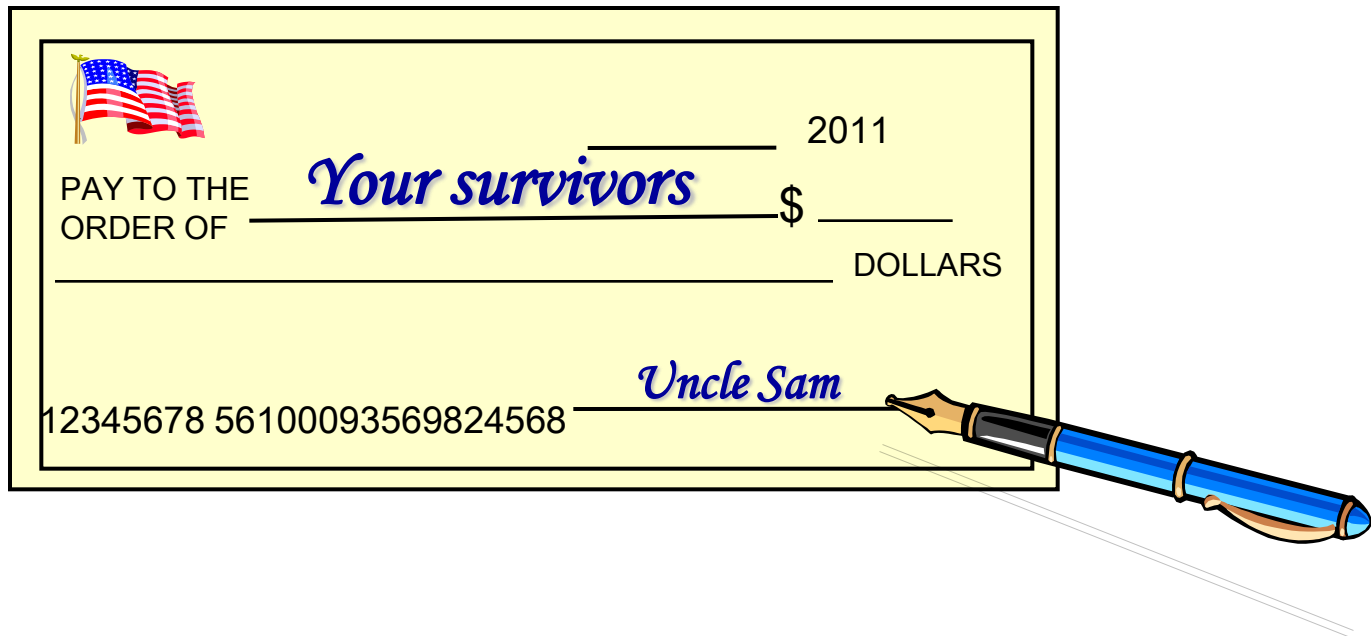 2011
PAY TO THE
ORDER OF
Your survivors
$
DOLLARS
Uncle Sam
12345678 56100093569824568